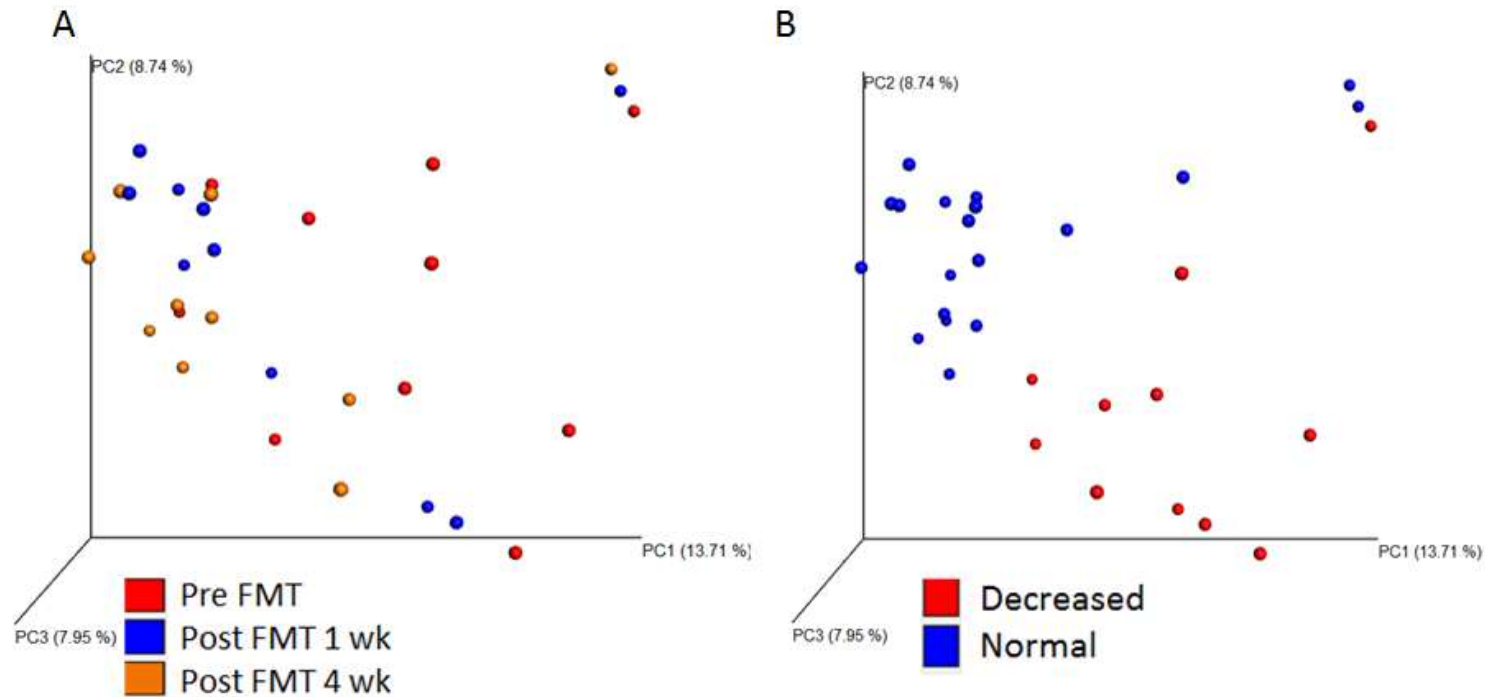 A
B
PC2 (8.74 %)
PC2 (8.74 %)
PC1 (13.71 %)
PC1 (13.71 %)
PC3 (7.95 %)
Pre FMT
Post FMT 1 wk
Post FMT 4 wk
PC3 (7.95 %)
Decreased
Normal